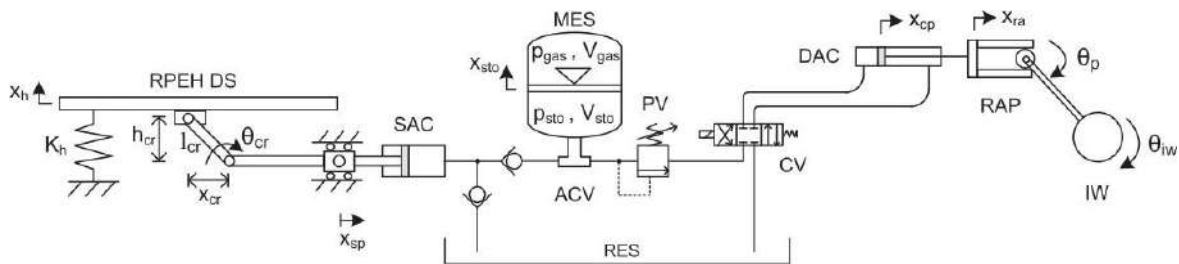 RPEH DS
x_h
K_h
h_cr
l_cr
θ_cr
x_cr
x_sp
SAC
MES
p_gas , V_gas
x_sto
p_sto , V_sto
ACV
PV
RES
CV
DAC
x_cp
x_ra
RAP
θ_p
θ_iw
IW